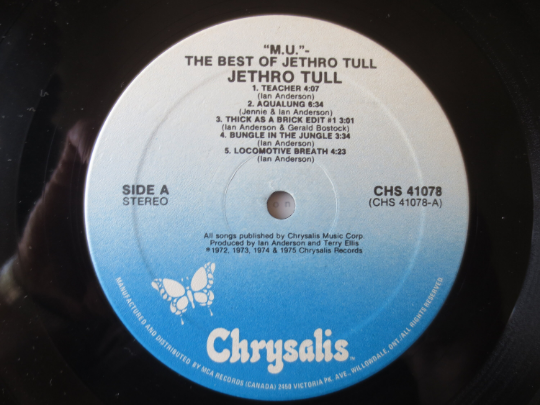 "M.U."-
THE BEST OF JETHRO TULL
JETHRO TULL
1. TEACHER 4:07
(Ian Anderson)
2. AQUALUNG 6:34
(Jennie & Ian Anderson)
3. THICK AS A BRICK EDIT #1 3:01
(Ian Anderson & Gerald Bostock)
4. BUNGLE IN THE JUNGLE 3:34
(Ian Anderson)
5. LOCOMOTIVE BREATH 4:23
(Ian Anderson)
SIDE A
STEREO
CHS 41078
(CHS 41078-A)
All songs published by Chrysalis Music Corp.
Produced by Ian Anderson and Terry Ellis
℗1972, 1973, 1974 & 1975 Chrysalis Records
Chrysalis TM
MANUFACTURED AND DISTRIBUTED BY MCA RECORDS (CANADA) 2450 VICTORIA PK. AVE., WILLOWDALE, ONT./ALL RIGHTS RESERVED